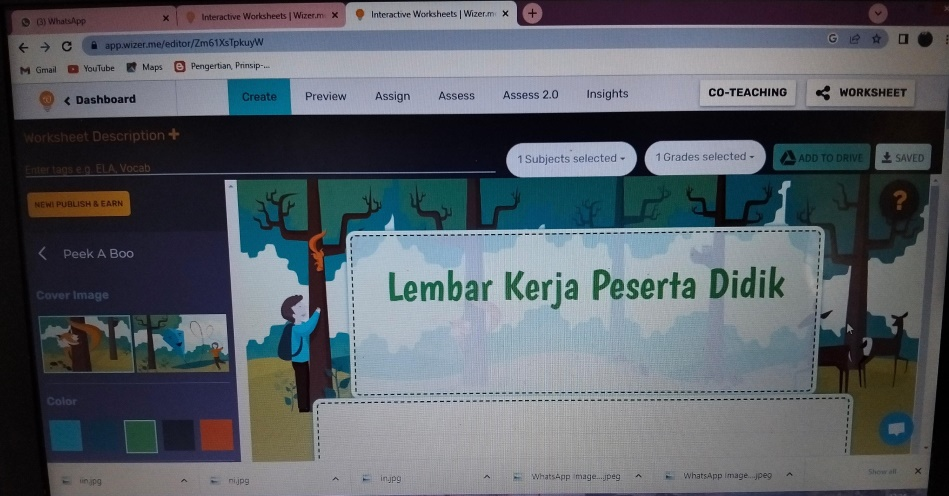 (3) WhatsApp
Interactive Worksheets | Wizer.m
Interactive Worksheets | Wizer.m
app.wizer.me/editor/Zm61XsTpkuyW
Gmail
YouTube
Maps
Pengertian, Prinsip-...
Dashboard
Create
Preview
Assign
Assess
Assess 2.0
Insights
CO-TEACHING
WORKSHEET
Worksheet Description +
Enter tags e.g. ELA, Vocab
1 Subjects selected
1 Grades selected
ADD TO DRIVE
SAVED
NEW! PUBLISH & EARN
?
Peek A Boo
Cover Image
Lembar Kerja Peserta Didik
Color
iin.jpg
ni.jpg
in.jpg
WhatsApp Image....jpeg
WhatsApp Image....jpeg
Show all